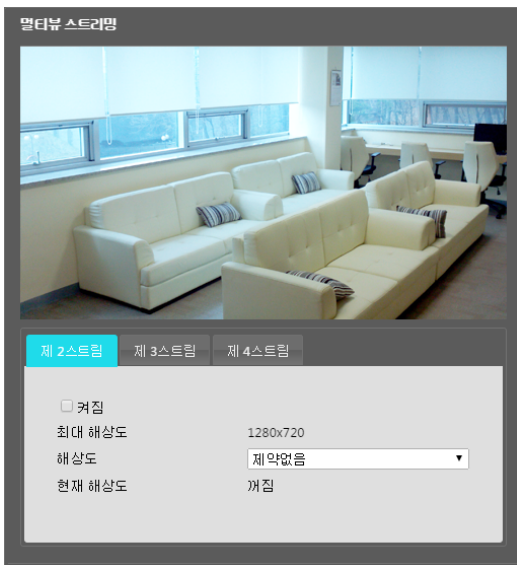 멀티뷰 스트리밍
제 2스트림 제 3스트림 제 4스트림
켜짐
최대 해상도 1280x720
해상도 제약없음
현재 해상도 꺼짐